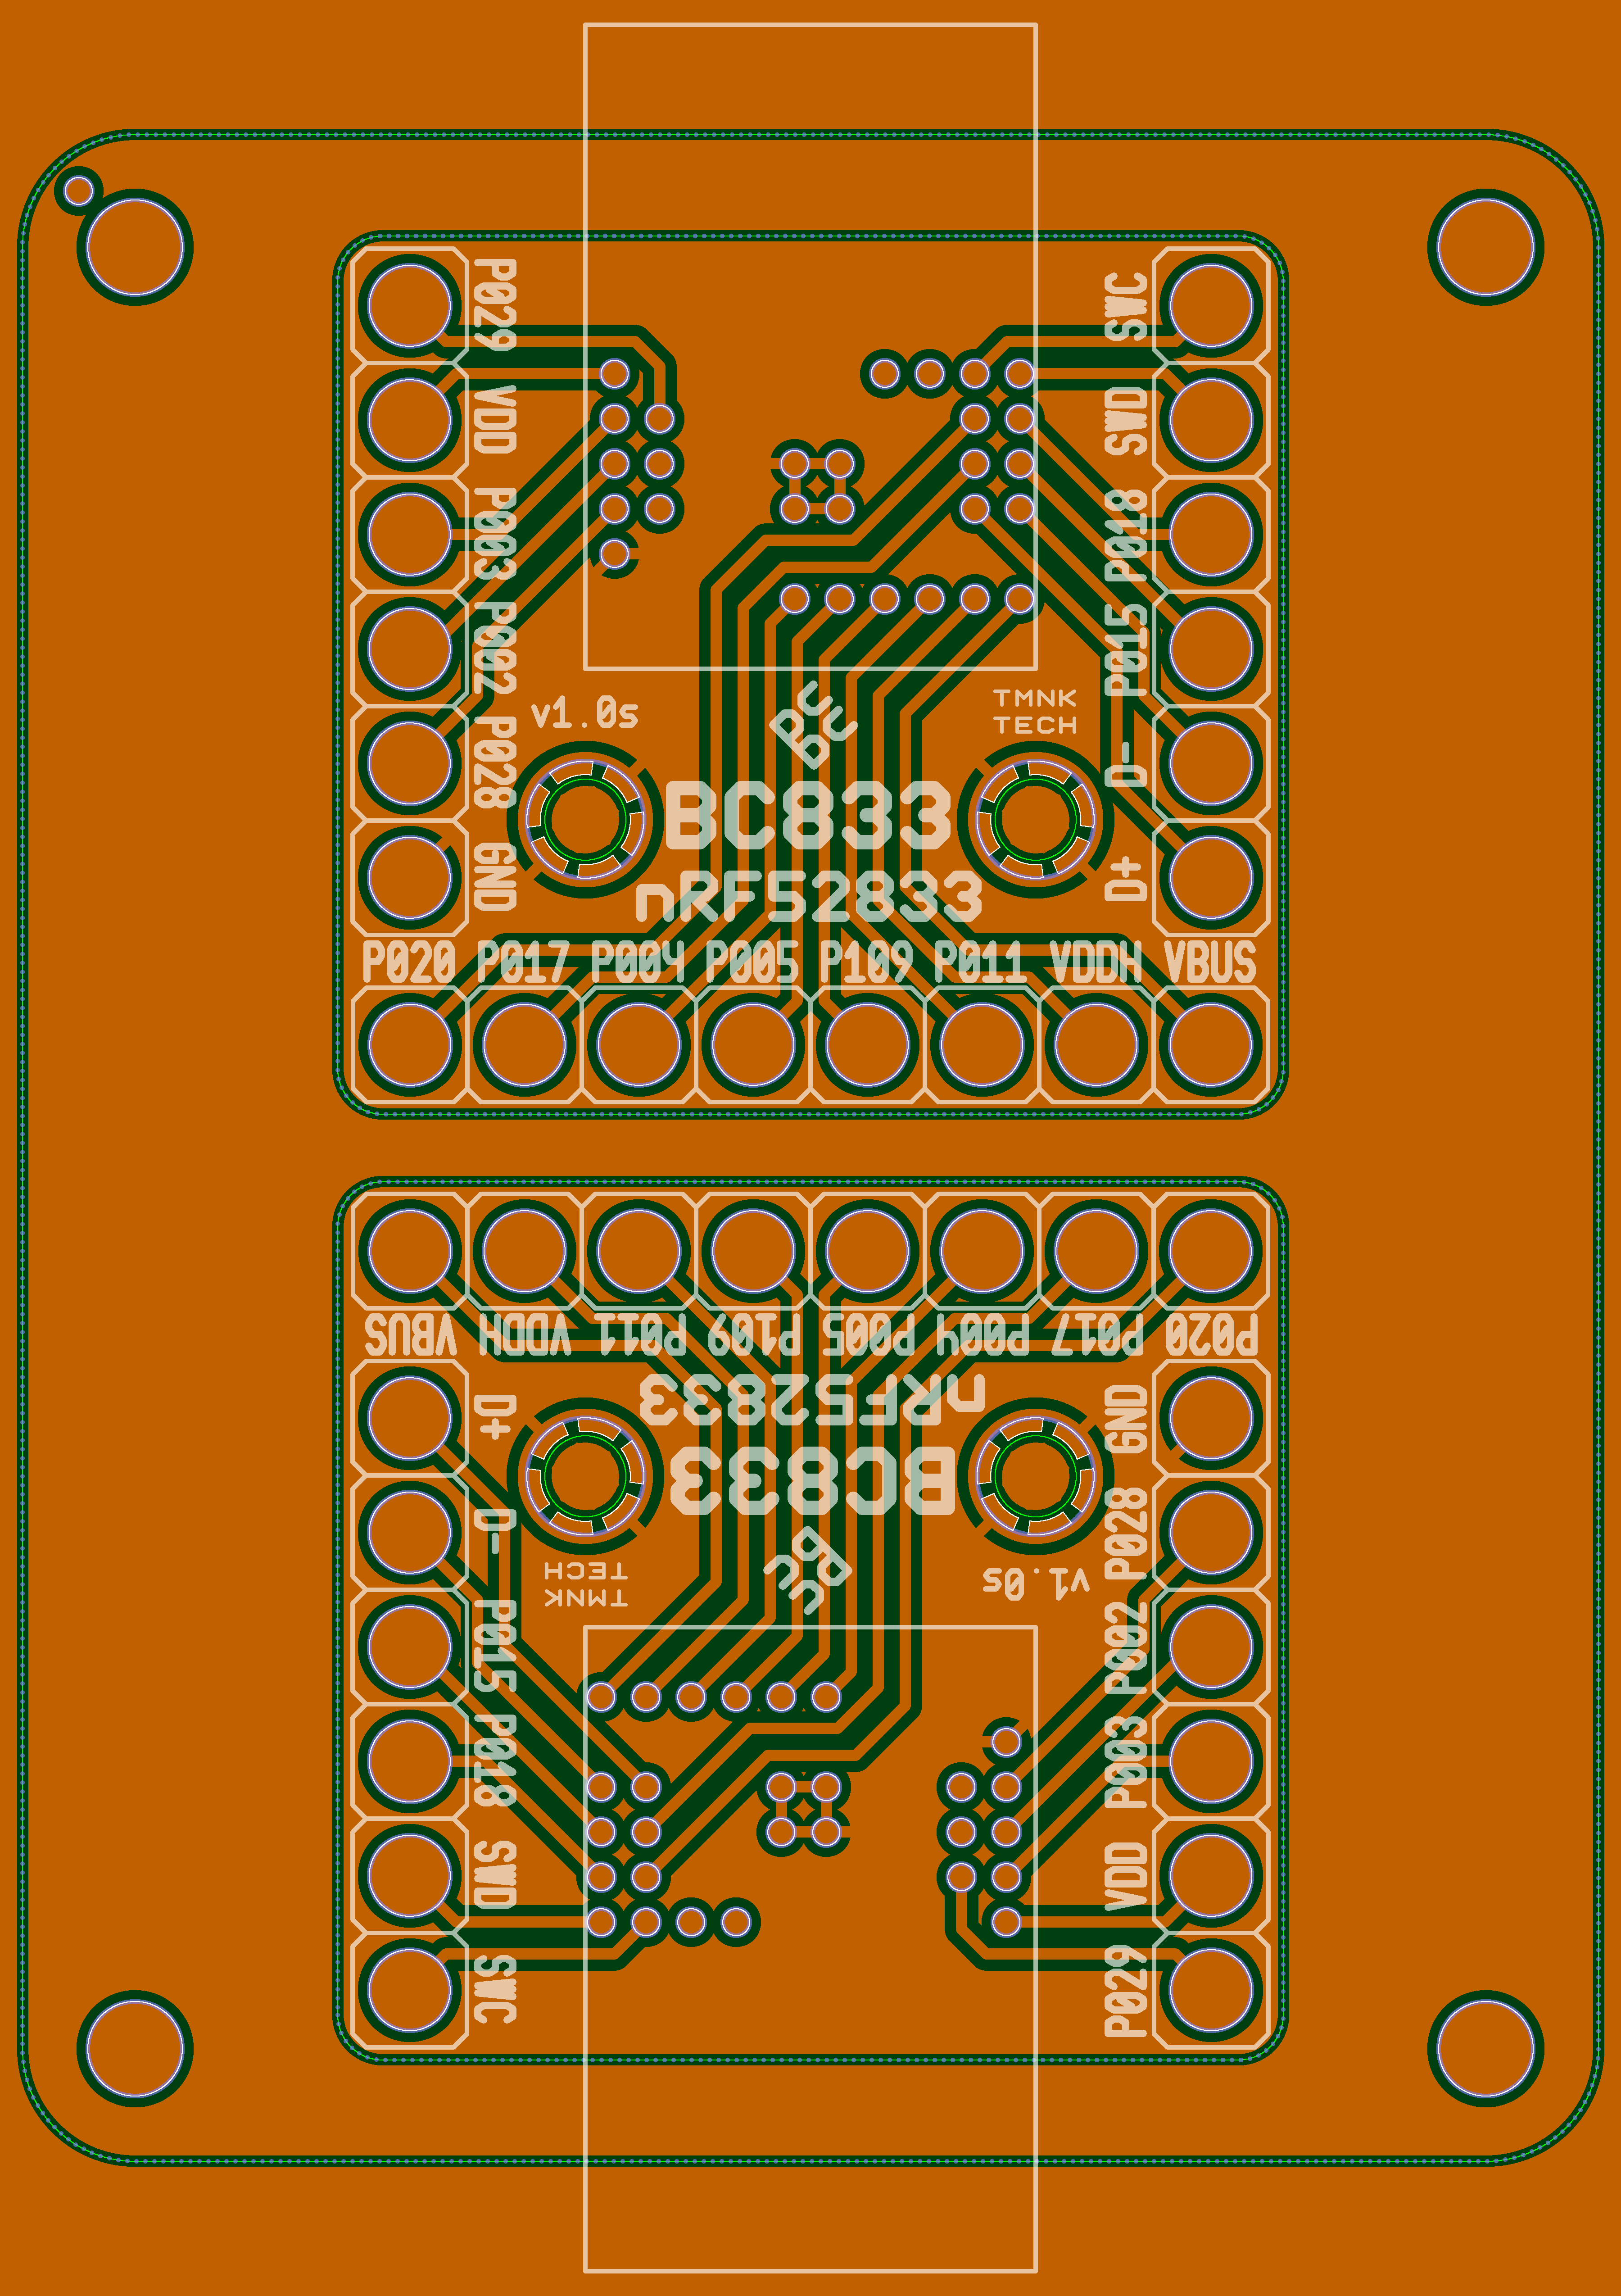 P029
SWC
VDD
SWD
P003
P018
P002
P015
v1.0s
TMNK
TECH
P028
D-
BC833
GND
D+
nRF52833
P020 P017 P004 P005 P109 P011 VDDH VBUS
VBUS VDDH P011 P109 P005 P004 P017 P020
nRF52833
D+
GND
BC833
D-
P028
TMNK
TECH
v1.0s
P015
P002
P018
P003
SWD
VDD
SWC
P029